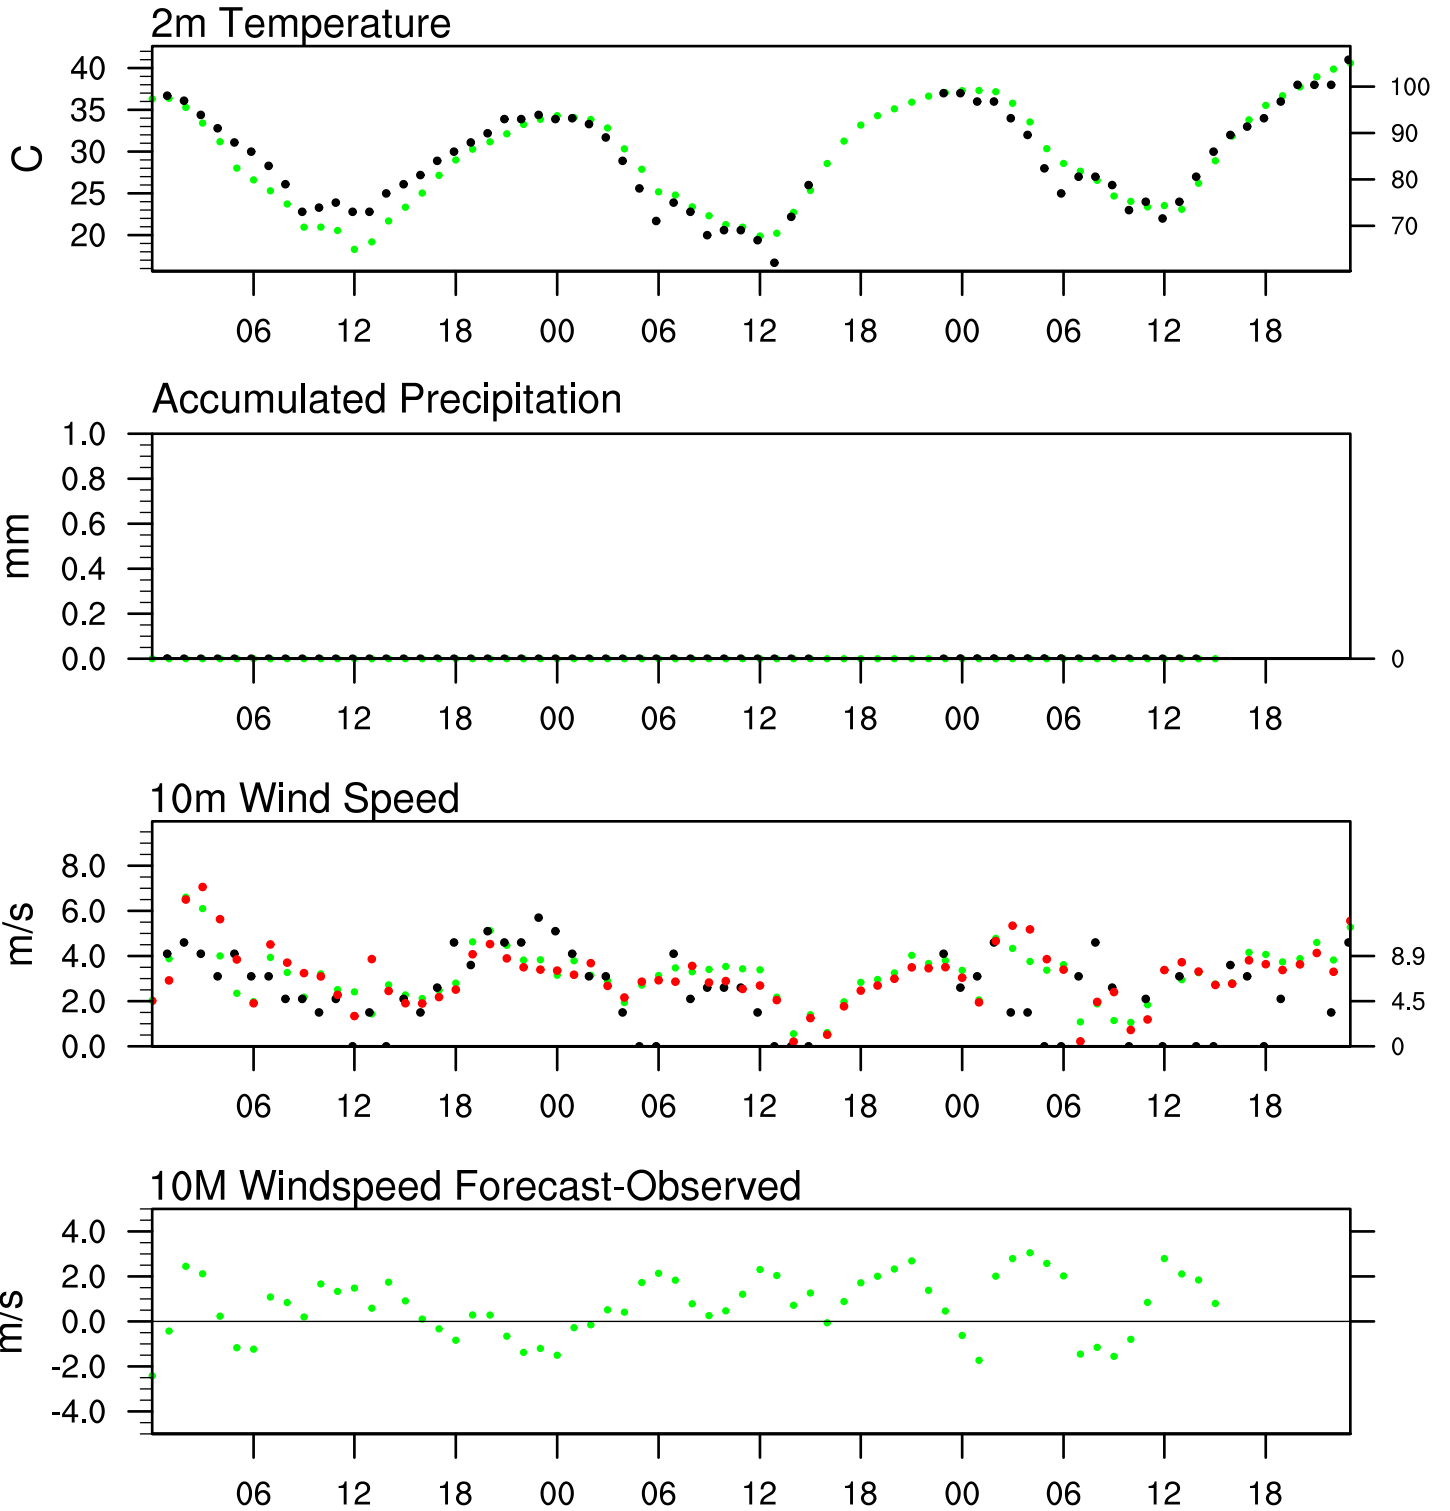 2m Temperature
40
35
30
25
20
C
100
90
80
70
06 12 18 00 06 12 18 00 06 12 18
Accumulated Precipitation
1.0
0.8
0.6
0.4
0.2
0.0
mm
0
06 12 18 00 06 12 18 00 06 12 18
10m Wind Speed
8.0
6.0
4.0
2.0
0.0
m/s
8.9
4.5
0
06 12 18 00 06 12 18 00 06 12 18
10M Windspeed Forecast-Observed
4.0
2.0
0.0
-2.0
-4.0
m/s
06 12 18 00 06 12 18 00 06 12 18